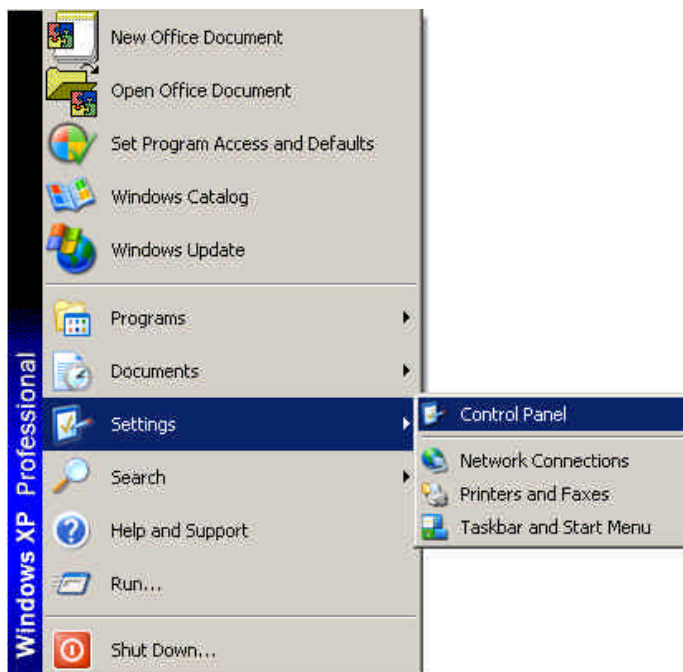 New Office Document
Open Office Document
Set Program Access and Defaults
Windows Catalog
Windows Update
Programs
Documents
Settings
Search
Help and Support
Run...
Shut Down...
Windows XP Professional
Control Panel
Network Connections
Printers and Faxes
Taskbar and Start Menu